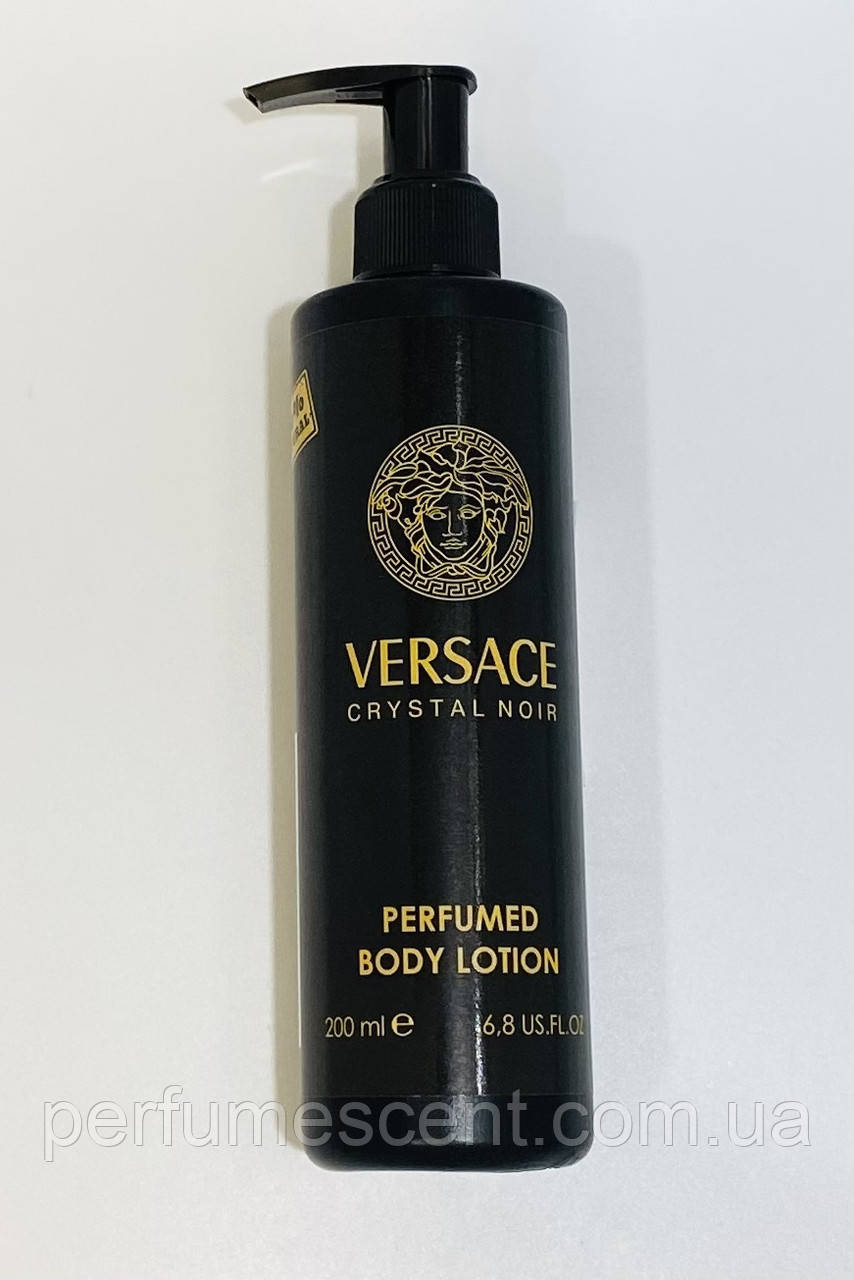 VERSACE
CRYSTAL NOIR
PERFUMED
BODY LOTION
200 ml e 6,8 US.FL.OZ
perfumescent.com.ua